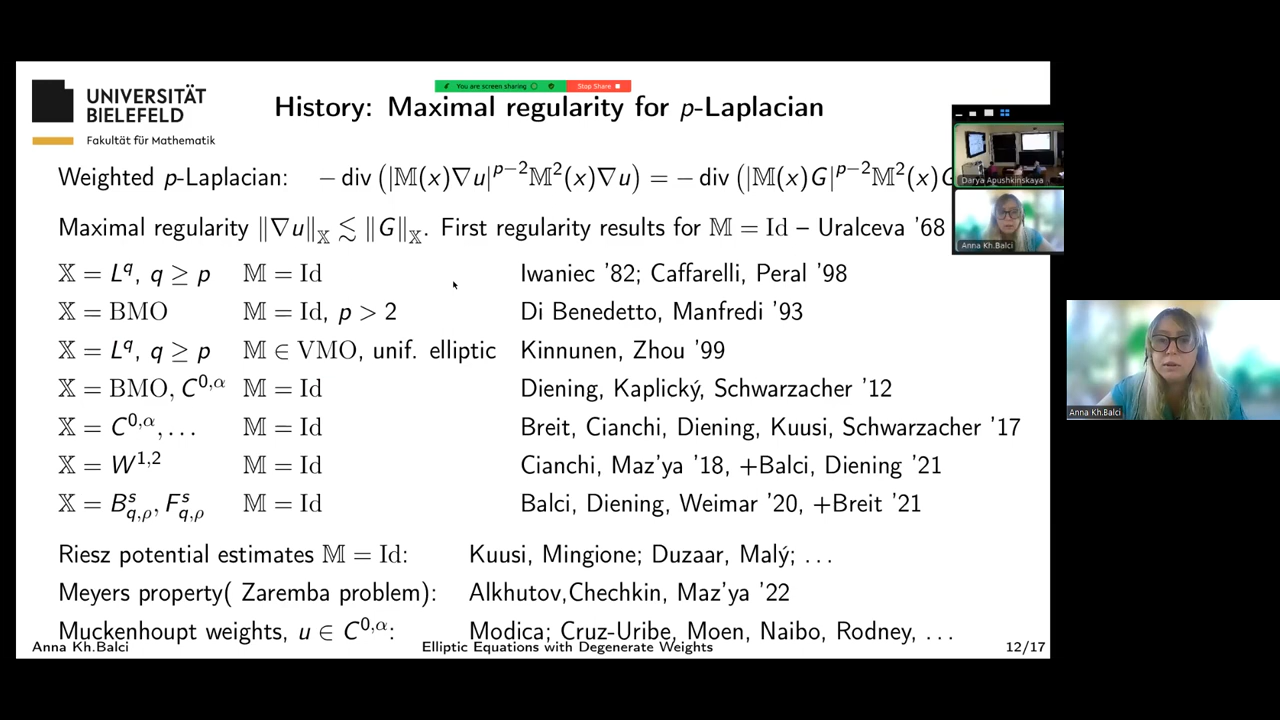 UNIVERSITÄT
BIELEFELD
Fakultät für Mathematik
You are screen sharing
Stop Share
History: Maximal regularity for p-Laplacian
Weighted p-Laplacian: − div (|𝕄(x)∇u|^{p−2}𝕄²(x)∇u) = − div (|𝕄(x)G|^{p−2}𝕄²(x)G
Maximal regularity ‖∇u‖_𝕏 ≲ ‖G‖_𝕏. First regularity results for 𝕄 = Id – Uralceva '68
𝕏 = L^q, q ≥ p 𝕄 = Id Iwaniec '82; Caffarelli, Peral '98
𝕏 = BMO 𝕄 = Id, p > 2 Di Benedetto, Manfredi '93
𝕏 = L^q, q ≥ p 𝕄 ∈ VMO, unif. elliptic Kinnunen, Zhou '99
𝕏 = BMO, C^{0,α} 𝕄 = Id Diening, Kaplický, Schwarzacher '12
𝕏 = C^{0,α}, ... 𝕄 = Id Breit, Cianchi, Diening, Kuusi, Schwarzacher '17
𝕏 = W^{1,2} 𝕄 = Id Cianchi, Maz'ya '18, +Balci, Diening '21
𝕏 = B^s_{q,ρ}, F^s_{q,ρ} 𝕄 = Id Balci, Diening, Weimar '20, +Breit '21
Riesz potential estimates 𝕄 = Id: Kuusi, Mingione; Duzaar, Malý; ...
Meyers property( Zaremba problem): Alkhutov,Chechkin, Maz'ya '22
Muckenhoupt weights, u ∈ C^{0,α}: Modica; Cruz-Uribe, Moen, Naibo, Rodney, ...
Anna Kh.Balci Elliptic Equations with Degenerate Weights 12/17
Darya Apushkinskaya
Anna Kh.Balci
Anna Kh.Balci